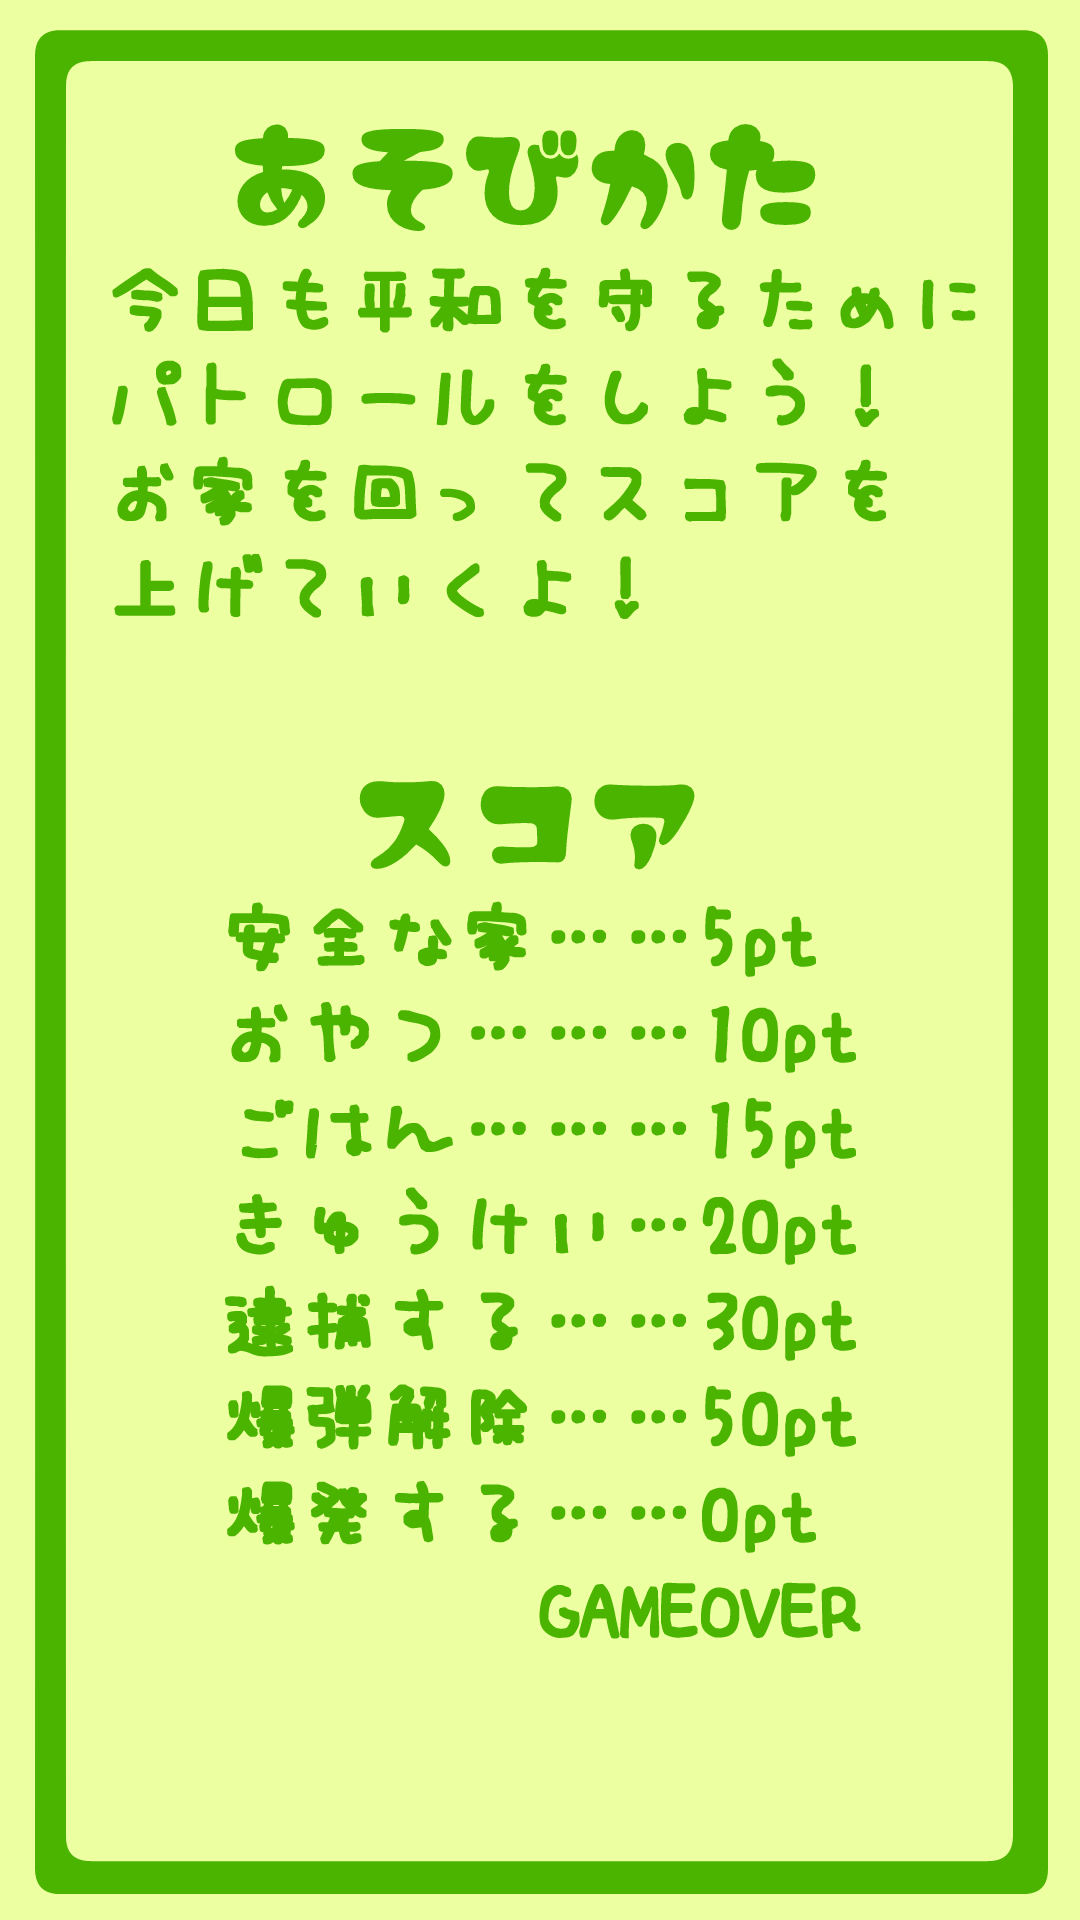 あそびかた
今日も平和を守るために
パトロールをしよう！
お家を回ってスコアを
上げていくよ！
スコア
安全な家……5pt
おやつ………10pt
ごはん………15pt
きゅうけい…20pt
逮捕する……30pt
爆弾解除……50pt
爆発する……0pt
GAMEOVER